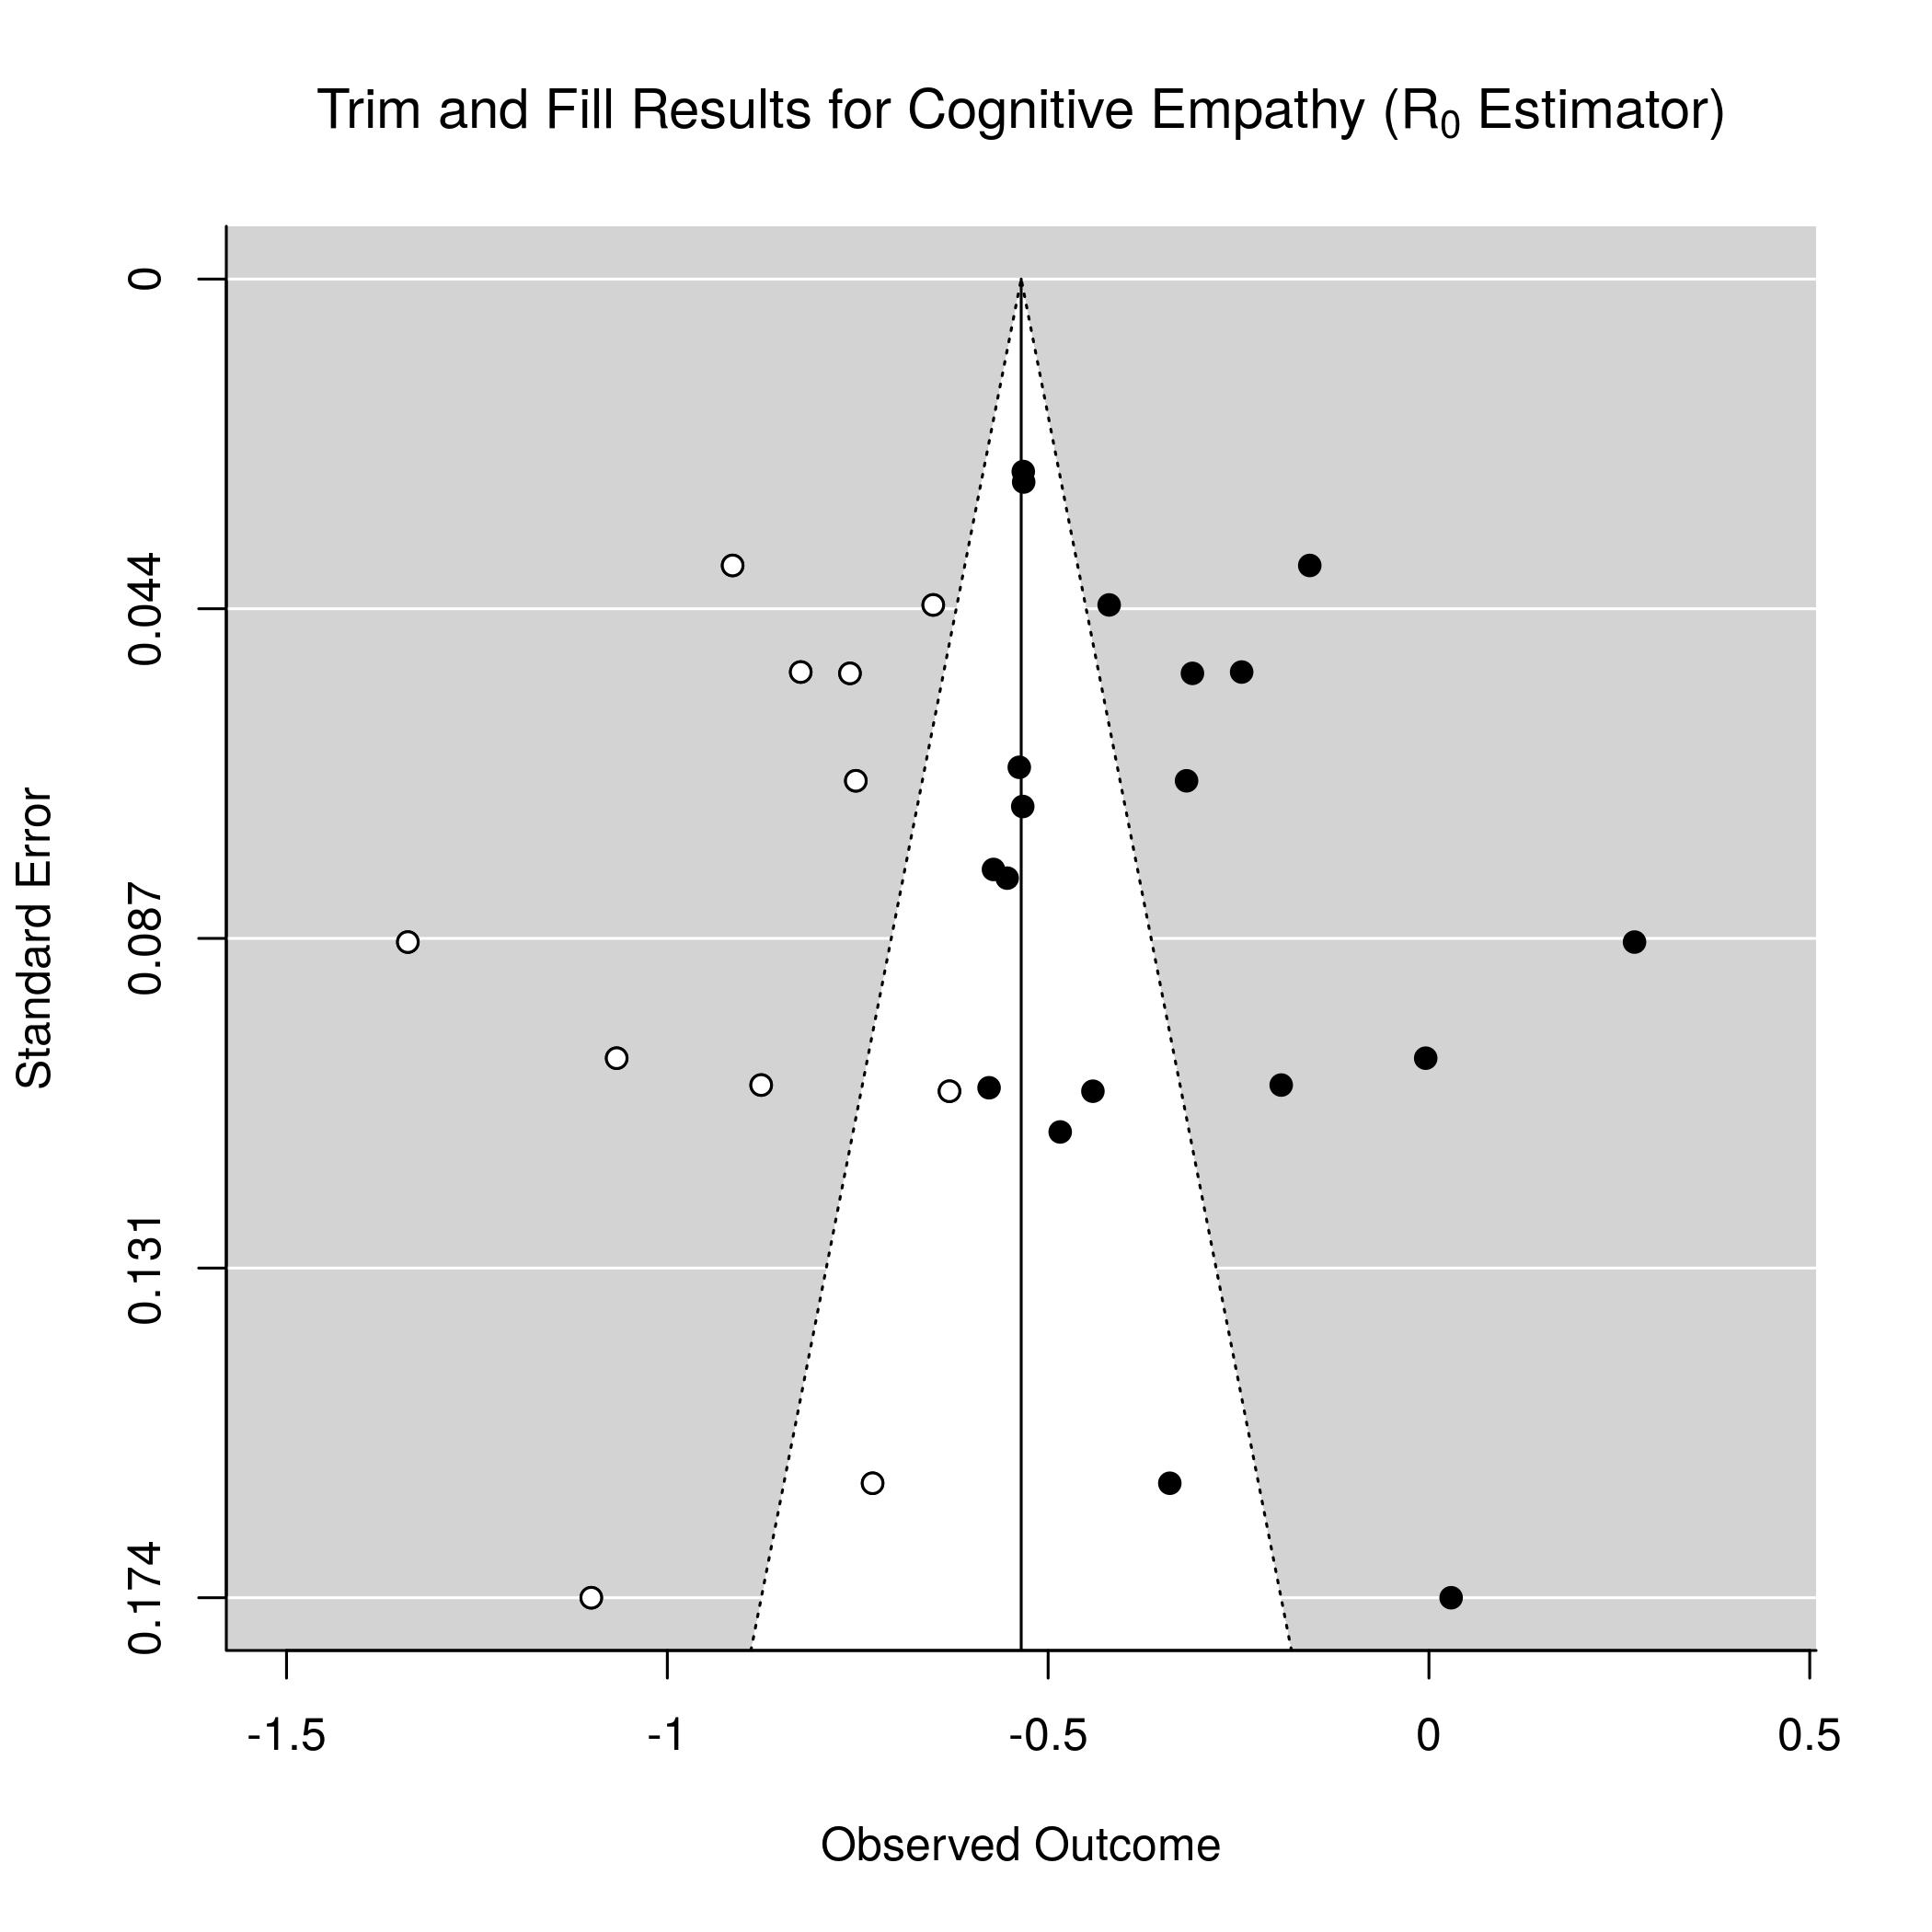 Trim and Fill Results for Cognitive Empathy (R₀ Estimator)
0
0.044
0.087
0.131
0.174
Standard Error
-1.5 -1 -0.5 0 0.5
Observed Outcome